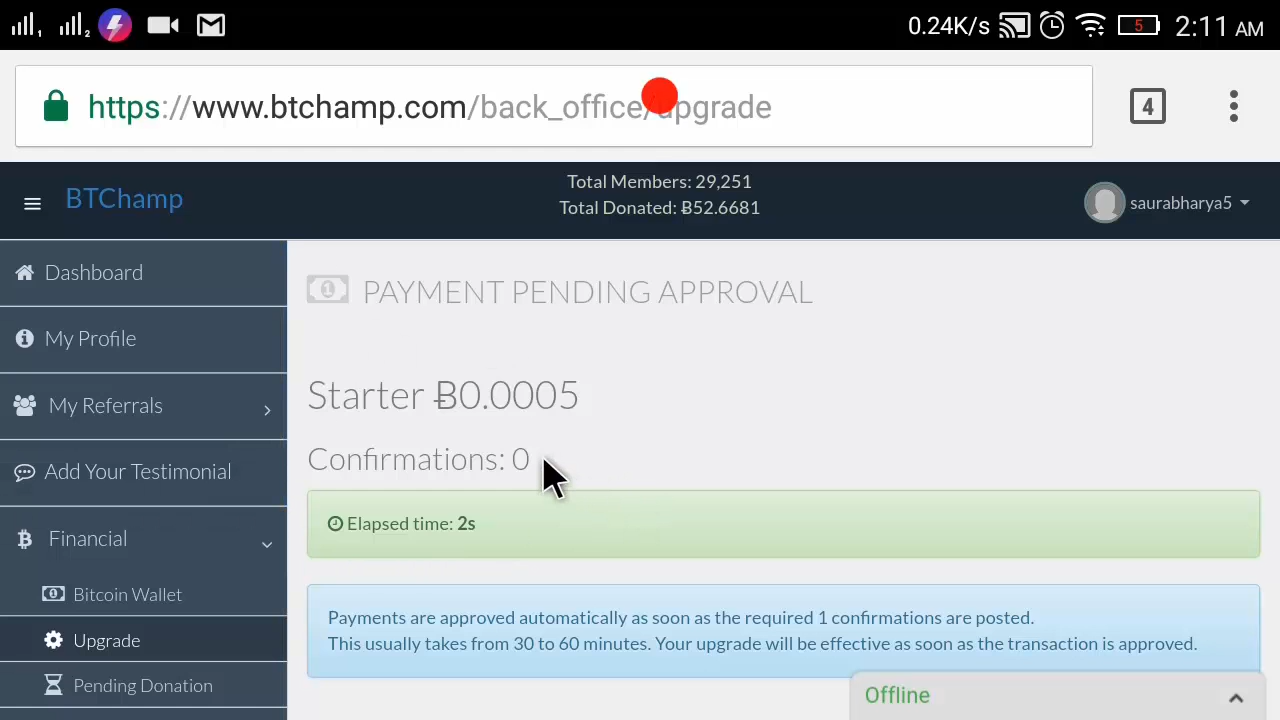 0.24K/s 5 2:11 AM
https://www.btchamp.com/back_office/upgrade
4
BTChamp
Total Members: 29,251
Total Donated: Ƀ52.6681
saurabharya5
Dashboard
My Profile
My Referrals
Add Your Testimonial
Financial
Bitcoin Wallet
Upgrade
Pending Donation
PAYMENT PENDING APPROVAL
Starter Ƀ0.0005
Confirmations: 0
Elapsed time: 2s
Payments are approved automatically as soon as the required 1 confirmations are posted.
This usually takes from 30 to 60 minutes. Your upgrade will be effective as soon as the transaction is approved.
Offline